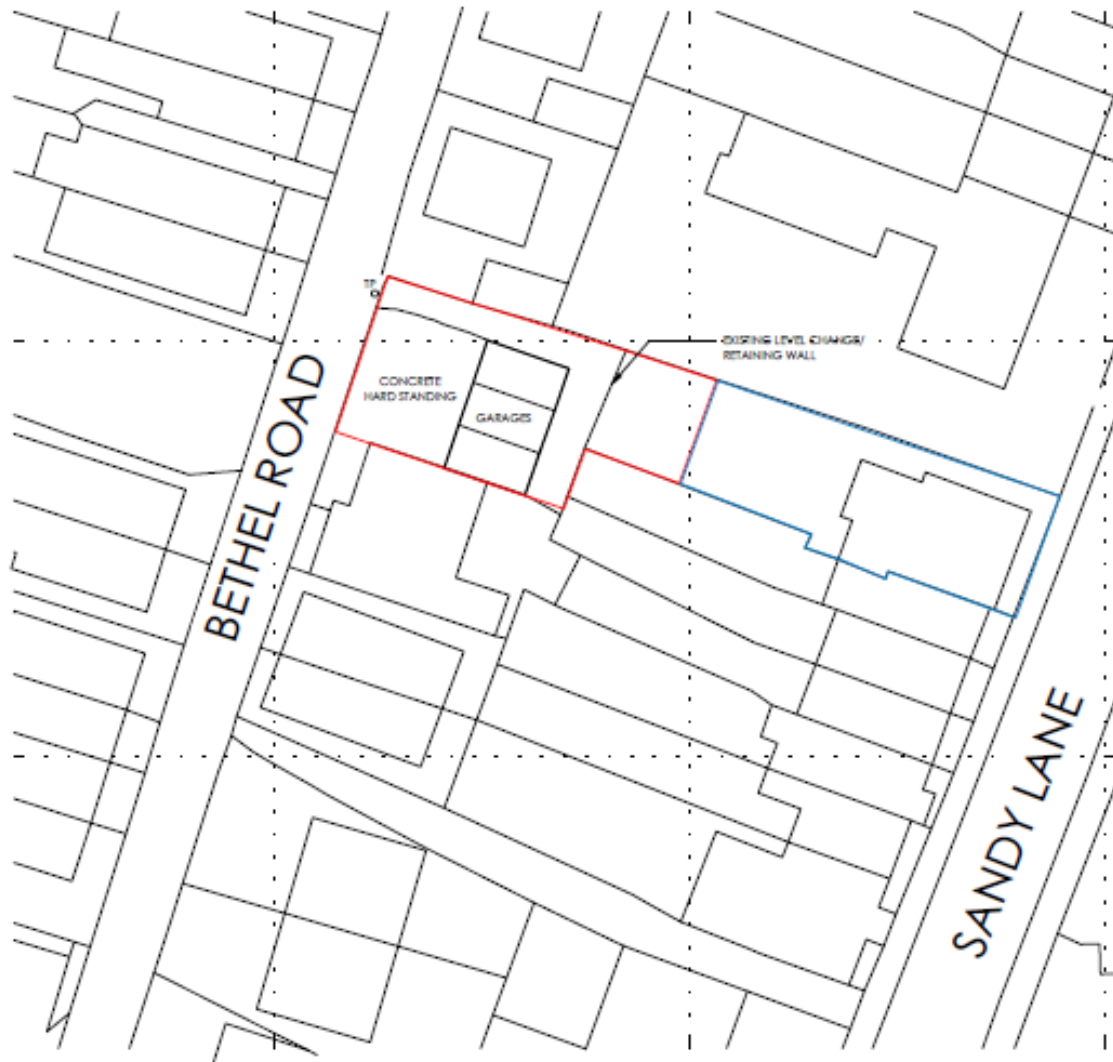 TP
EXISTING LEVEL CHANGE/
RETAINING WALL
CONCRETE
HARD STANDING
GARAGES
BETHEL ROAD
SANDY LANE